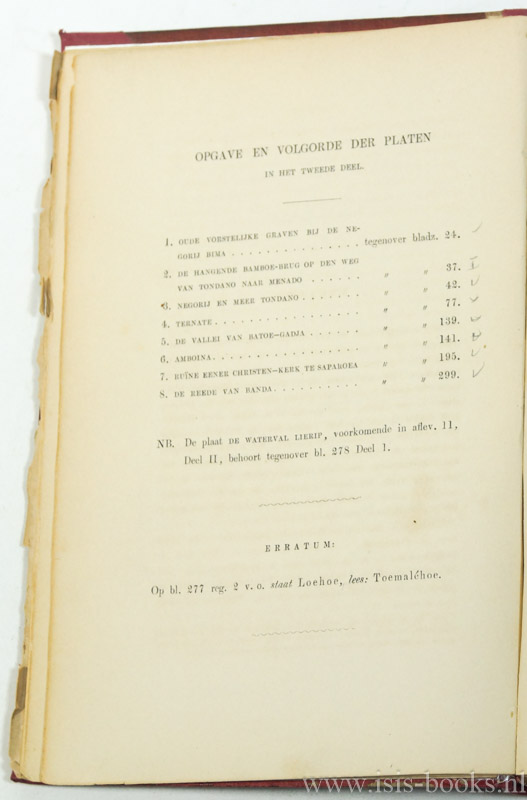 OPGAVE EN VOLGORDE DER PLATEN
IN HET TWEEDE DEEL.
1. OUDE VORSTELIJKE GRAVEN BIJ DE NE-
GORIJ BIMA . . . . . . . . . . . . . . . tegenover bladz. 24.
2. DE HANGENDE BAMBOE-BRUG OP DEN WEG
VAN TONDANO NAAR MENADO . . . . . . " " 37.
3. NEGORIJ EN MEER TONDANO . . . . . . . " " 42.
4. TERNATE . . . . . . . . . . . . . . . . . " " 77.
5. DE VALLEI VAN BATOE-GADJA . . . . . . " " 139.
6. AMBOINA. . . . . . . . . . . . . . . . . " " 141.
7. RUÏNE EENER CHRISTEN-KERK TE SAPAROEA " " 195.
8. DE REEDE VAN BANDA . . . . . . . . . . " " 299.
NB. De plaat DE WATERVAL LIERIP, voorkomende in aflev. 11,
Deel II, behoort tegenover bl. 278 Deel I.
ERRATUM:
Op bl. 277 reg. 2 v. o. staat Loehoe, lees: Toemaléhoe.
www.isis-books.nl